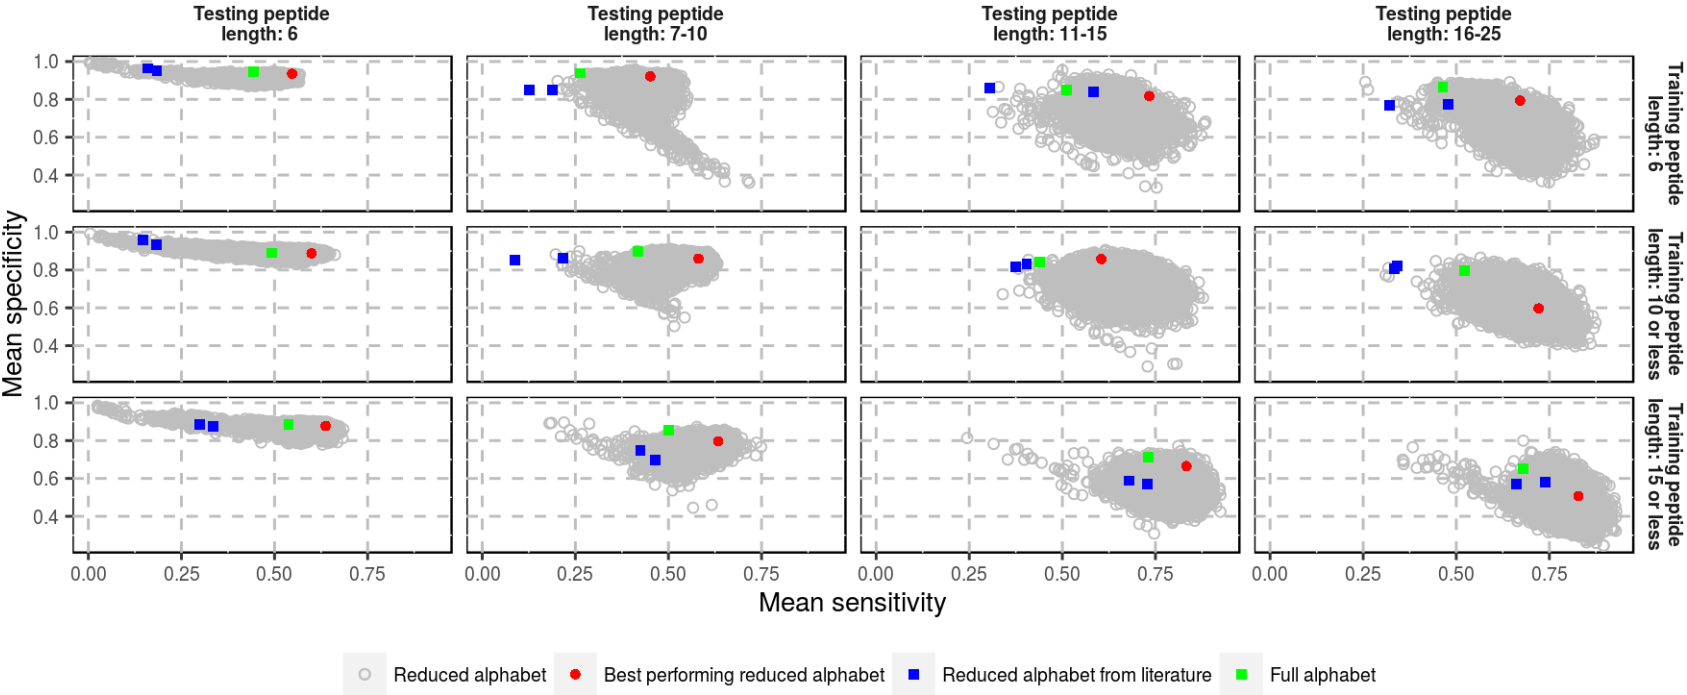 Testing peptide
length: 6
Testing peptide
length: 7-10
Testing peptide
length: 11-15
Testing peptide
length: 16-25
1.0
0.8
0.6
0.4
Training peptide
length: 6
Mean specificity
1.0
0.8
0.6
0.4
Training peptide
length: 10 or less
1.0
0.8
0.6
0.4
Training peptide
length: 15 or less
0.00 0.25 0.50 0.75
0.00 0.25 0.50 0.75
0.00 0.25 0.50 0.75
0.00 0.25 0.50 0.75
Mean sensitivity
Reduced alphabet
Best performing reduced alphabet
Reduced alphabet from literature
Full alphabet